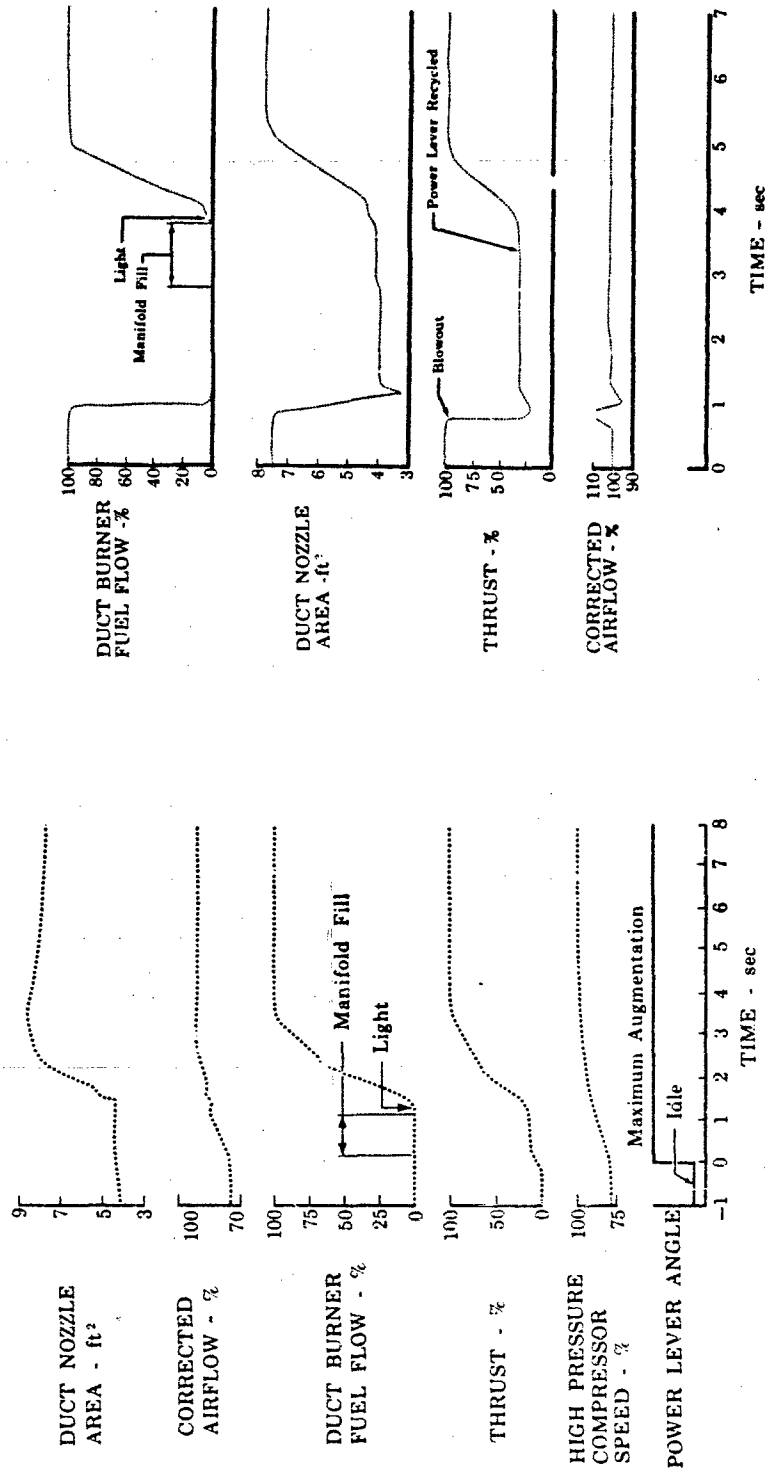 DUCT NOZZLE
AREA - ft²
9
7
5
3
CORRECTED
AIRFLOW - %
100
70
DUCT BURNER
FUEL FLOW - %
100
75
50
25
0
Manifold Fill
Light
THRUST - %
100
50
0
HIGH PRESSURE
COMPRESSOR
SPEED - %
100
75
POWER LEVER ANGLE
Maximum Augmentation
Idle
-1 0 1 2 3 4 5 6 7 8
TIME - sec
DUCT BURNER
FUEL FLOW -%
100
80
60
40
20
0
Light
Manifold Fill
DUCT NOZZLE
AREA -ft²
8
7
6
5
4
3
THRUST - %
100
75
50
25
0
Blowout
Power Lever Recycled
CORRECTED
AIRFLOW - %
110
100
90
0 1 2 3 4 5 6 7
TIME - sec